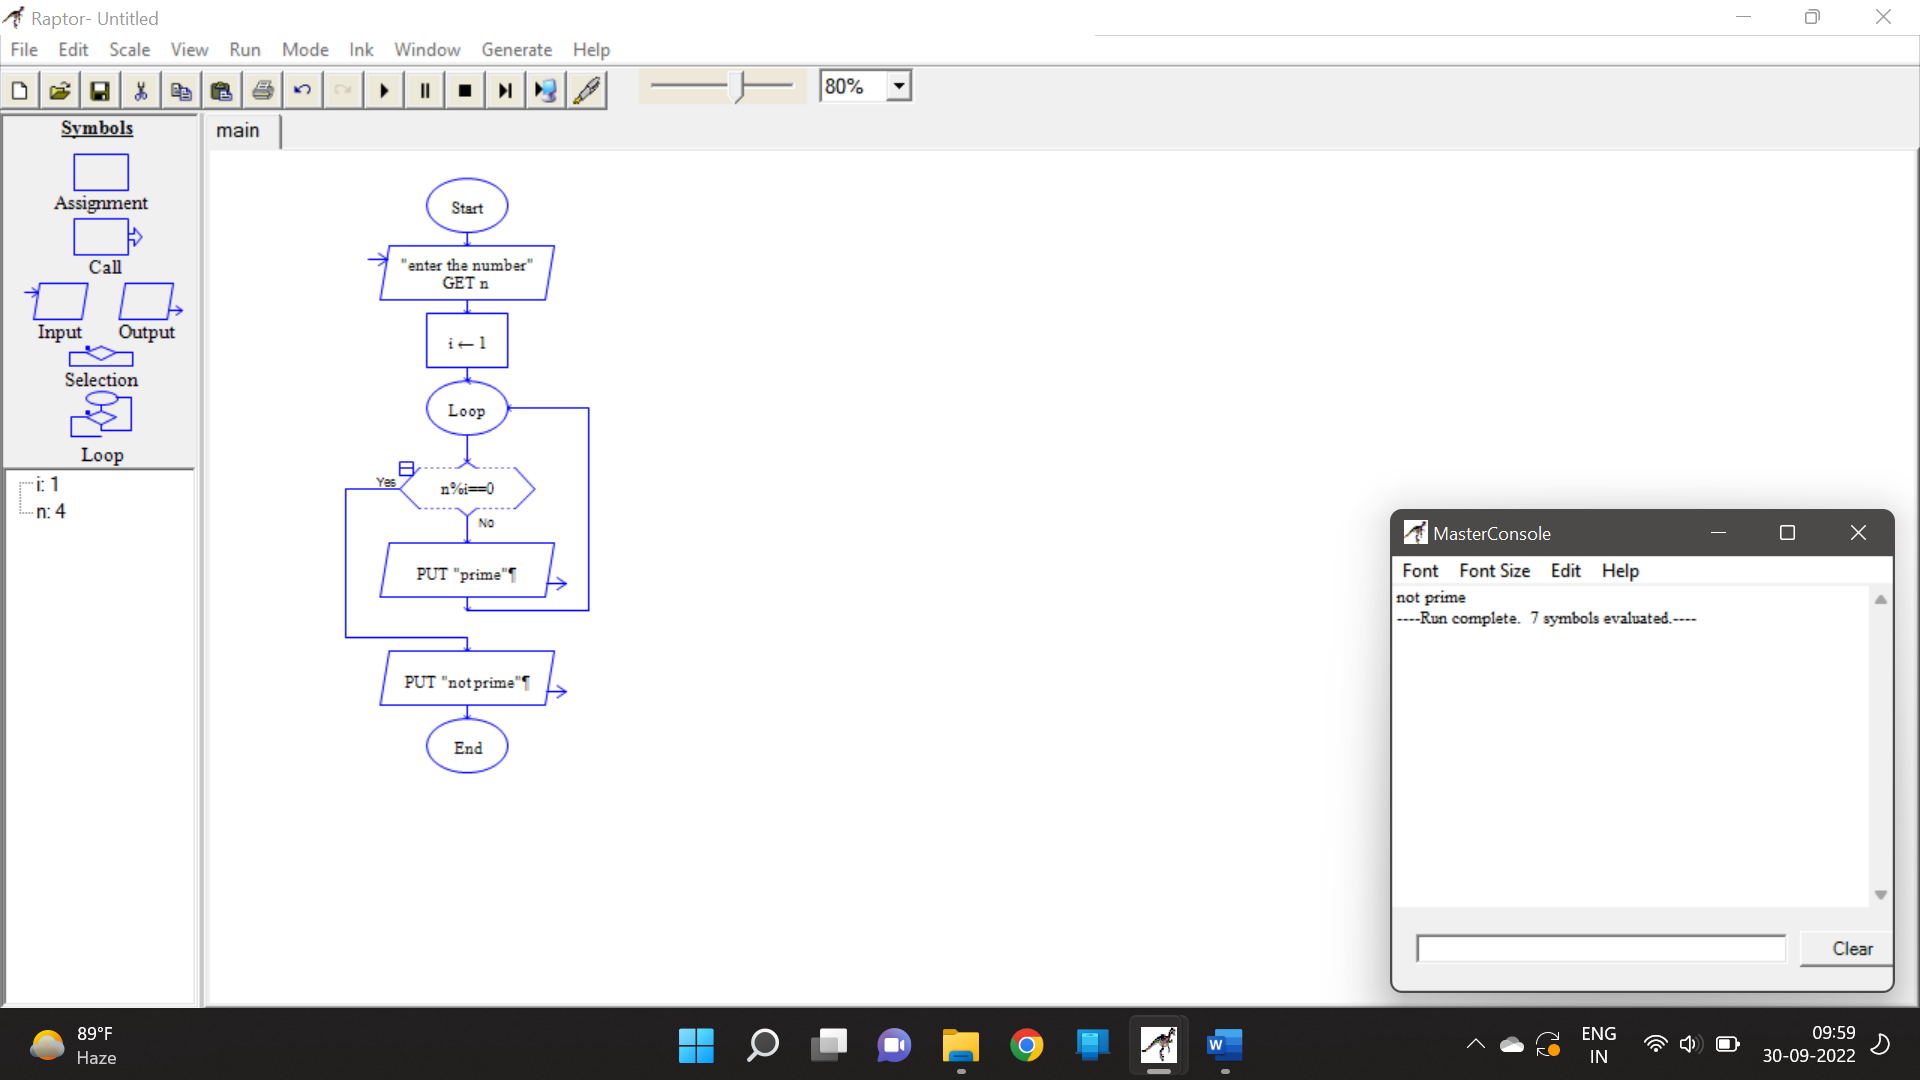 Raptor- Untitled
File Edit Scale View Run Mode Ink Window Generate Help
80%
Symbols
Assignment
Call
Input Output
Selection
Loop
i: 1
n: 4
main
Start
"enter the number"
GET n
i ← 1
Loop
Yes
n%i==0
No
PUT "prime"¶
PUT "not prime"¶
End
MasterConsole
Font Font Size Edit Help
not prime
----Run complete. 7 symbols evaluated.----
Clear
89°F
Haze
W
ENG
IN
09:59
30-09-2022